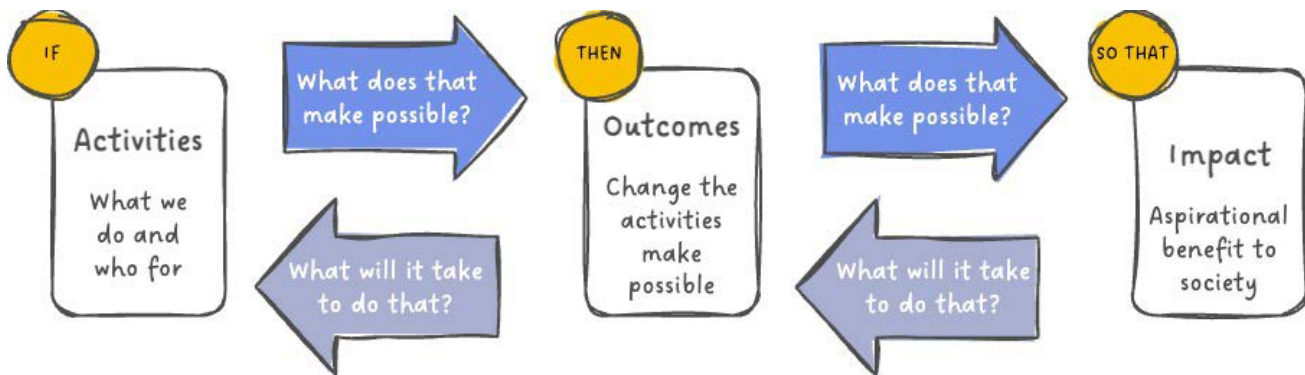 IF
Activities
What we
do and
who for
What does that
make possible?
What will it take
to do that?
THEN
Outcomes
Change the
activities
make
possible
What does that
make possible?
What will it take
to do that?
SO THAT
Impact
Aspirational
benefit to
society